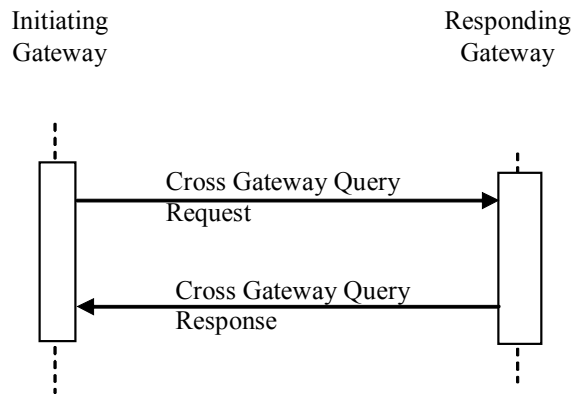 Initiating
Gateway
Responding
Gateway
Cross Gateway Query
Request
Cross Gateway Query
Response